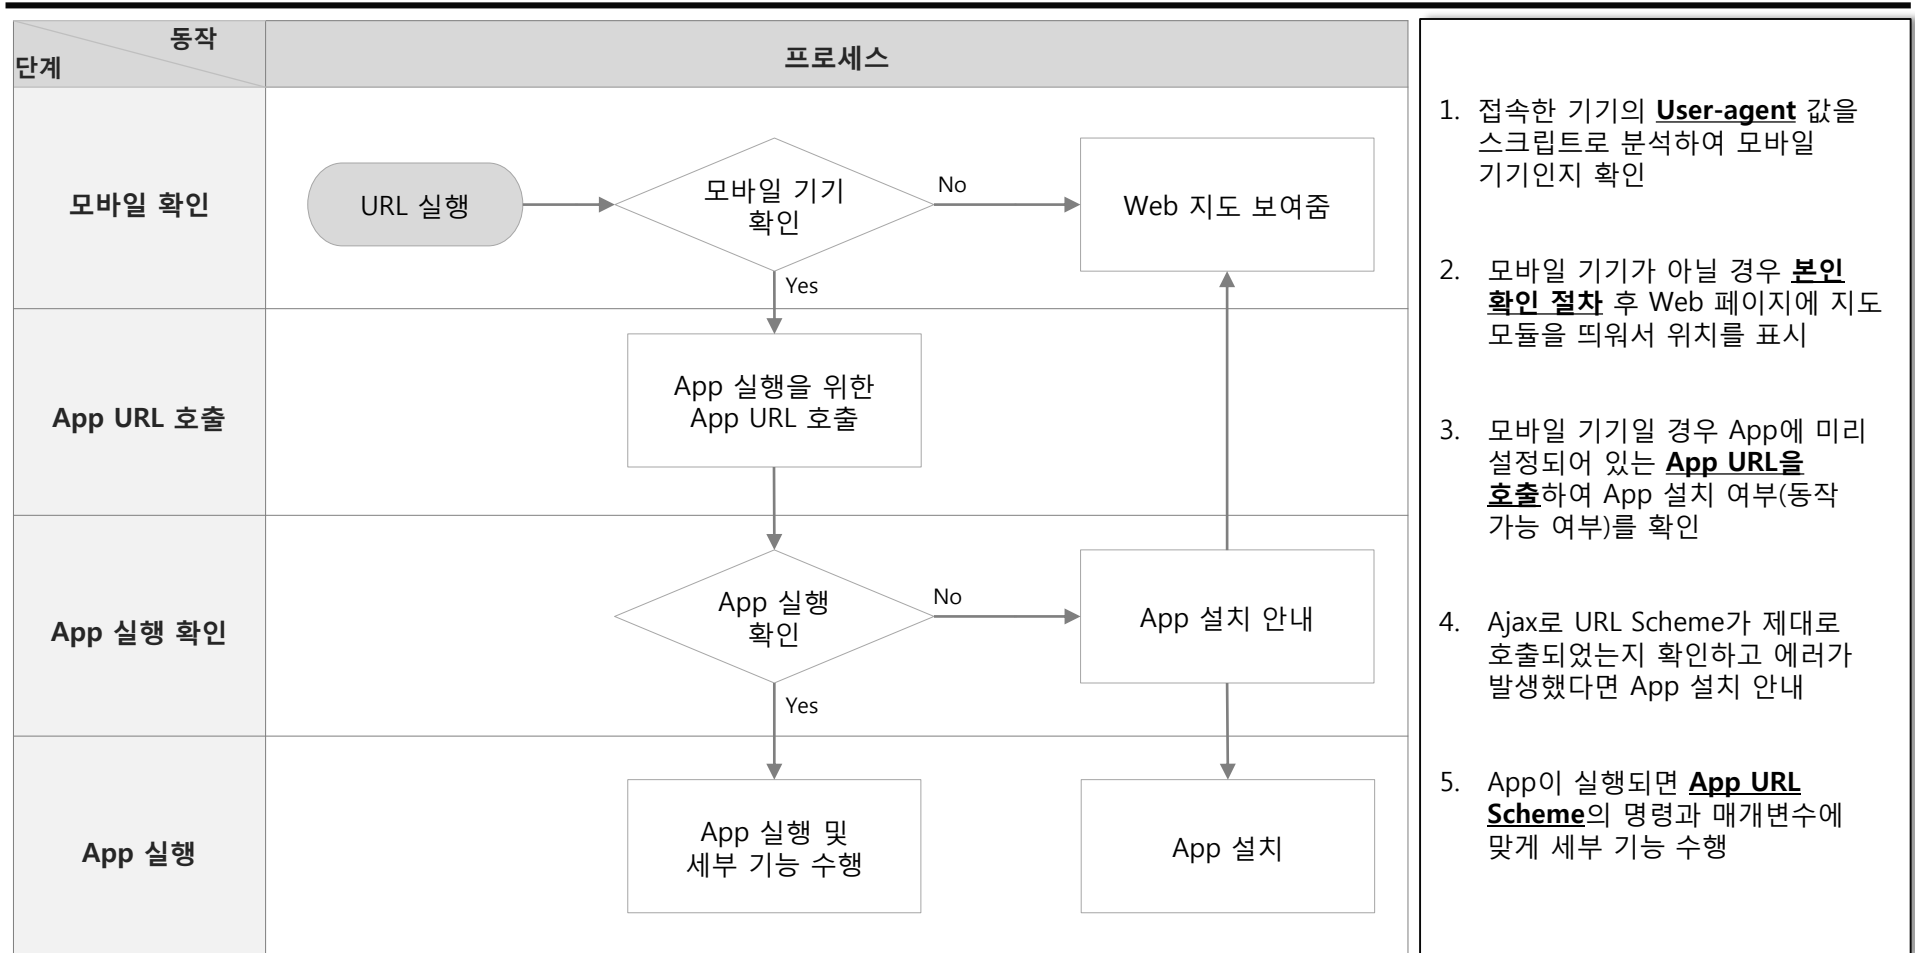 동작
단계
프로세스
모바일 확인
URL 실행
모바일 기기
확인
No
Web 지도 보여줌
Yes
App URL 호출
App 실행을 위한
App URL 호출
App 실행 확인
App 실행
확인
No
App 설치 안내
Yes
App 실행
App 실행 및
세부 기능 수행
App 설치
1. 접속한 기기의 User-agent 값을
스크립트로 분석하여 모바일
기기인지 확인
2. 모바일 기기가 아닐 경우 본인
확인 절차 후 Web 페이지에 지도
모듈을 띄워서 위치를 표시
3. 모바일 기기일 경우 App에 미리
설정되어 있는 App URL을
호출하여 App 설치 여부(동작
가능 여부)를 확인
4. Ajax로 URL Scheme가 제대로
호출되었는지 확인하고 에러가
발생했다면 App 설치 안내
5. App이 실행되면 App URL
Scheme의 명령과 매개변수에
맞게 세부 기능 수행